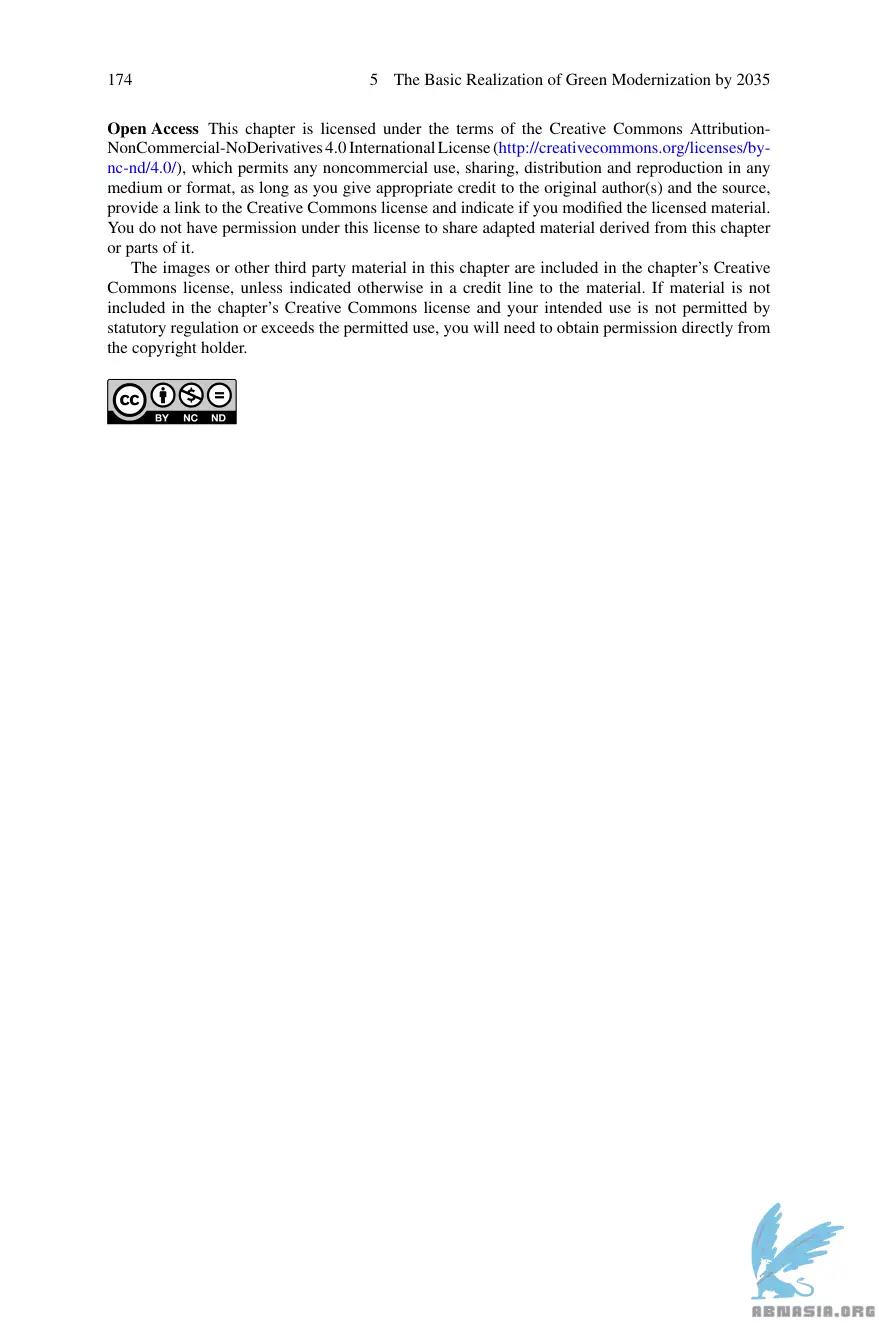 174 5 The Basic Realization of Green Modernization by 2035
Open Access This chapter is licensed under the terms of the Creative Commons Attribution-
NonCommercial-NoDerivatives 4.0 International License (http://creativecommons.org/licenses/by-
nc-nd/4.0/), which permits any noncommercial use, sharing, distribution and reproduction in any
medium or format, as long as you give appropriate credit to the original author(s) and the source,
provide a link to the Creative Commons license and indicate if you modified the licensed material.
You do not have permission under this license to share adapted material derived from this chapter
or parts of it.
The images or other third party material in this chapter are included in the chapter's Creative
Commons license, unless indicated otherwise in a credit line to the material. If material is not
included in the chapter's Creative Commons license and your intended use is not permitted by
statutory regulation or exceeds the permitted use, you will need to obtain permission directly from
the copyright holder.
cc
BY NC ND
ABNASIA.ORG